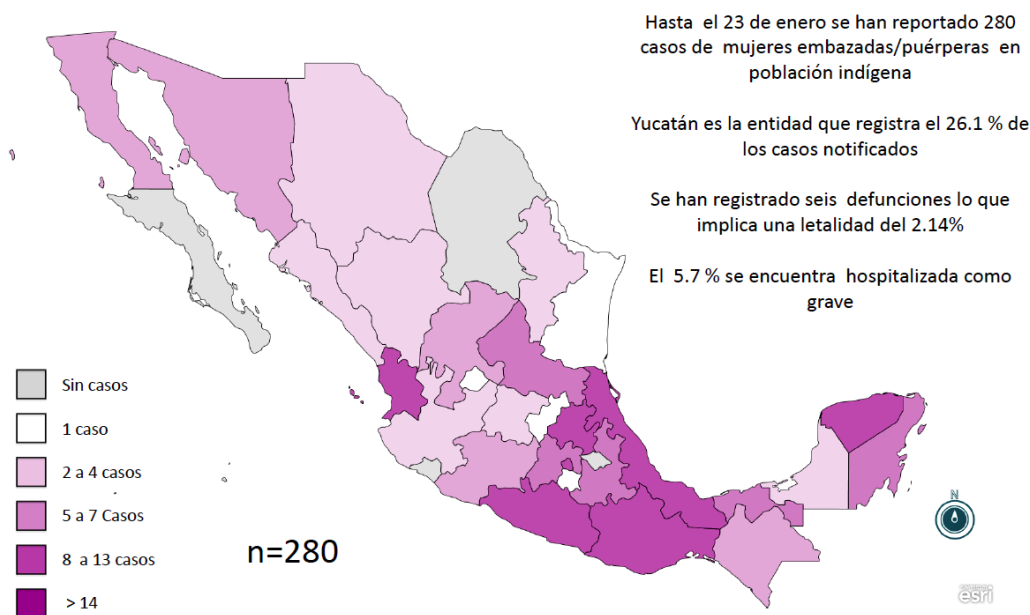 Hasta el 23 de enero se han reportado 280
casos de mujeres embazadas/puérperas en
población indígena
Yucatán es la entidad que registra el 26.1 % de
los casos notificados
Se han registrado seis defunciones lo que
implica una letalidad del 2.14%
El 5.7 % se encuentra hospitalizada como
grave
Sin casos
1 caso
2 a 4 casos
5 a 7 Casos
8 a 13 casos
> 14
n=280
N
esri